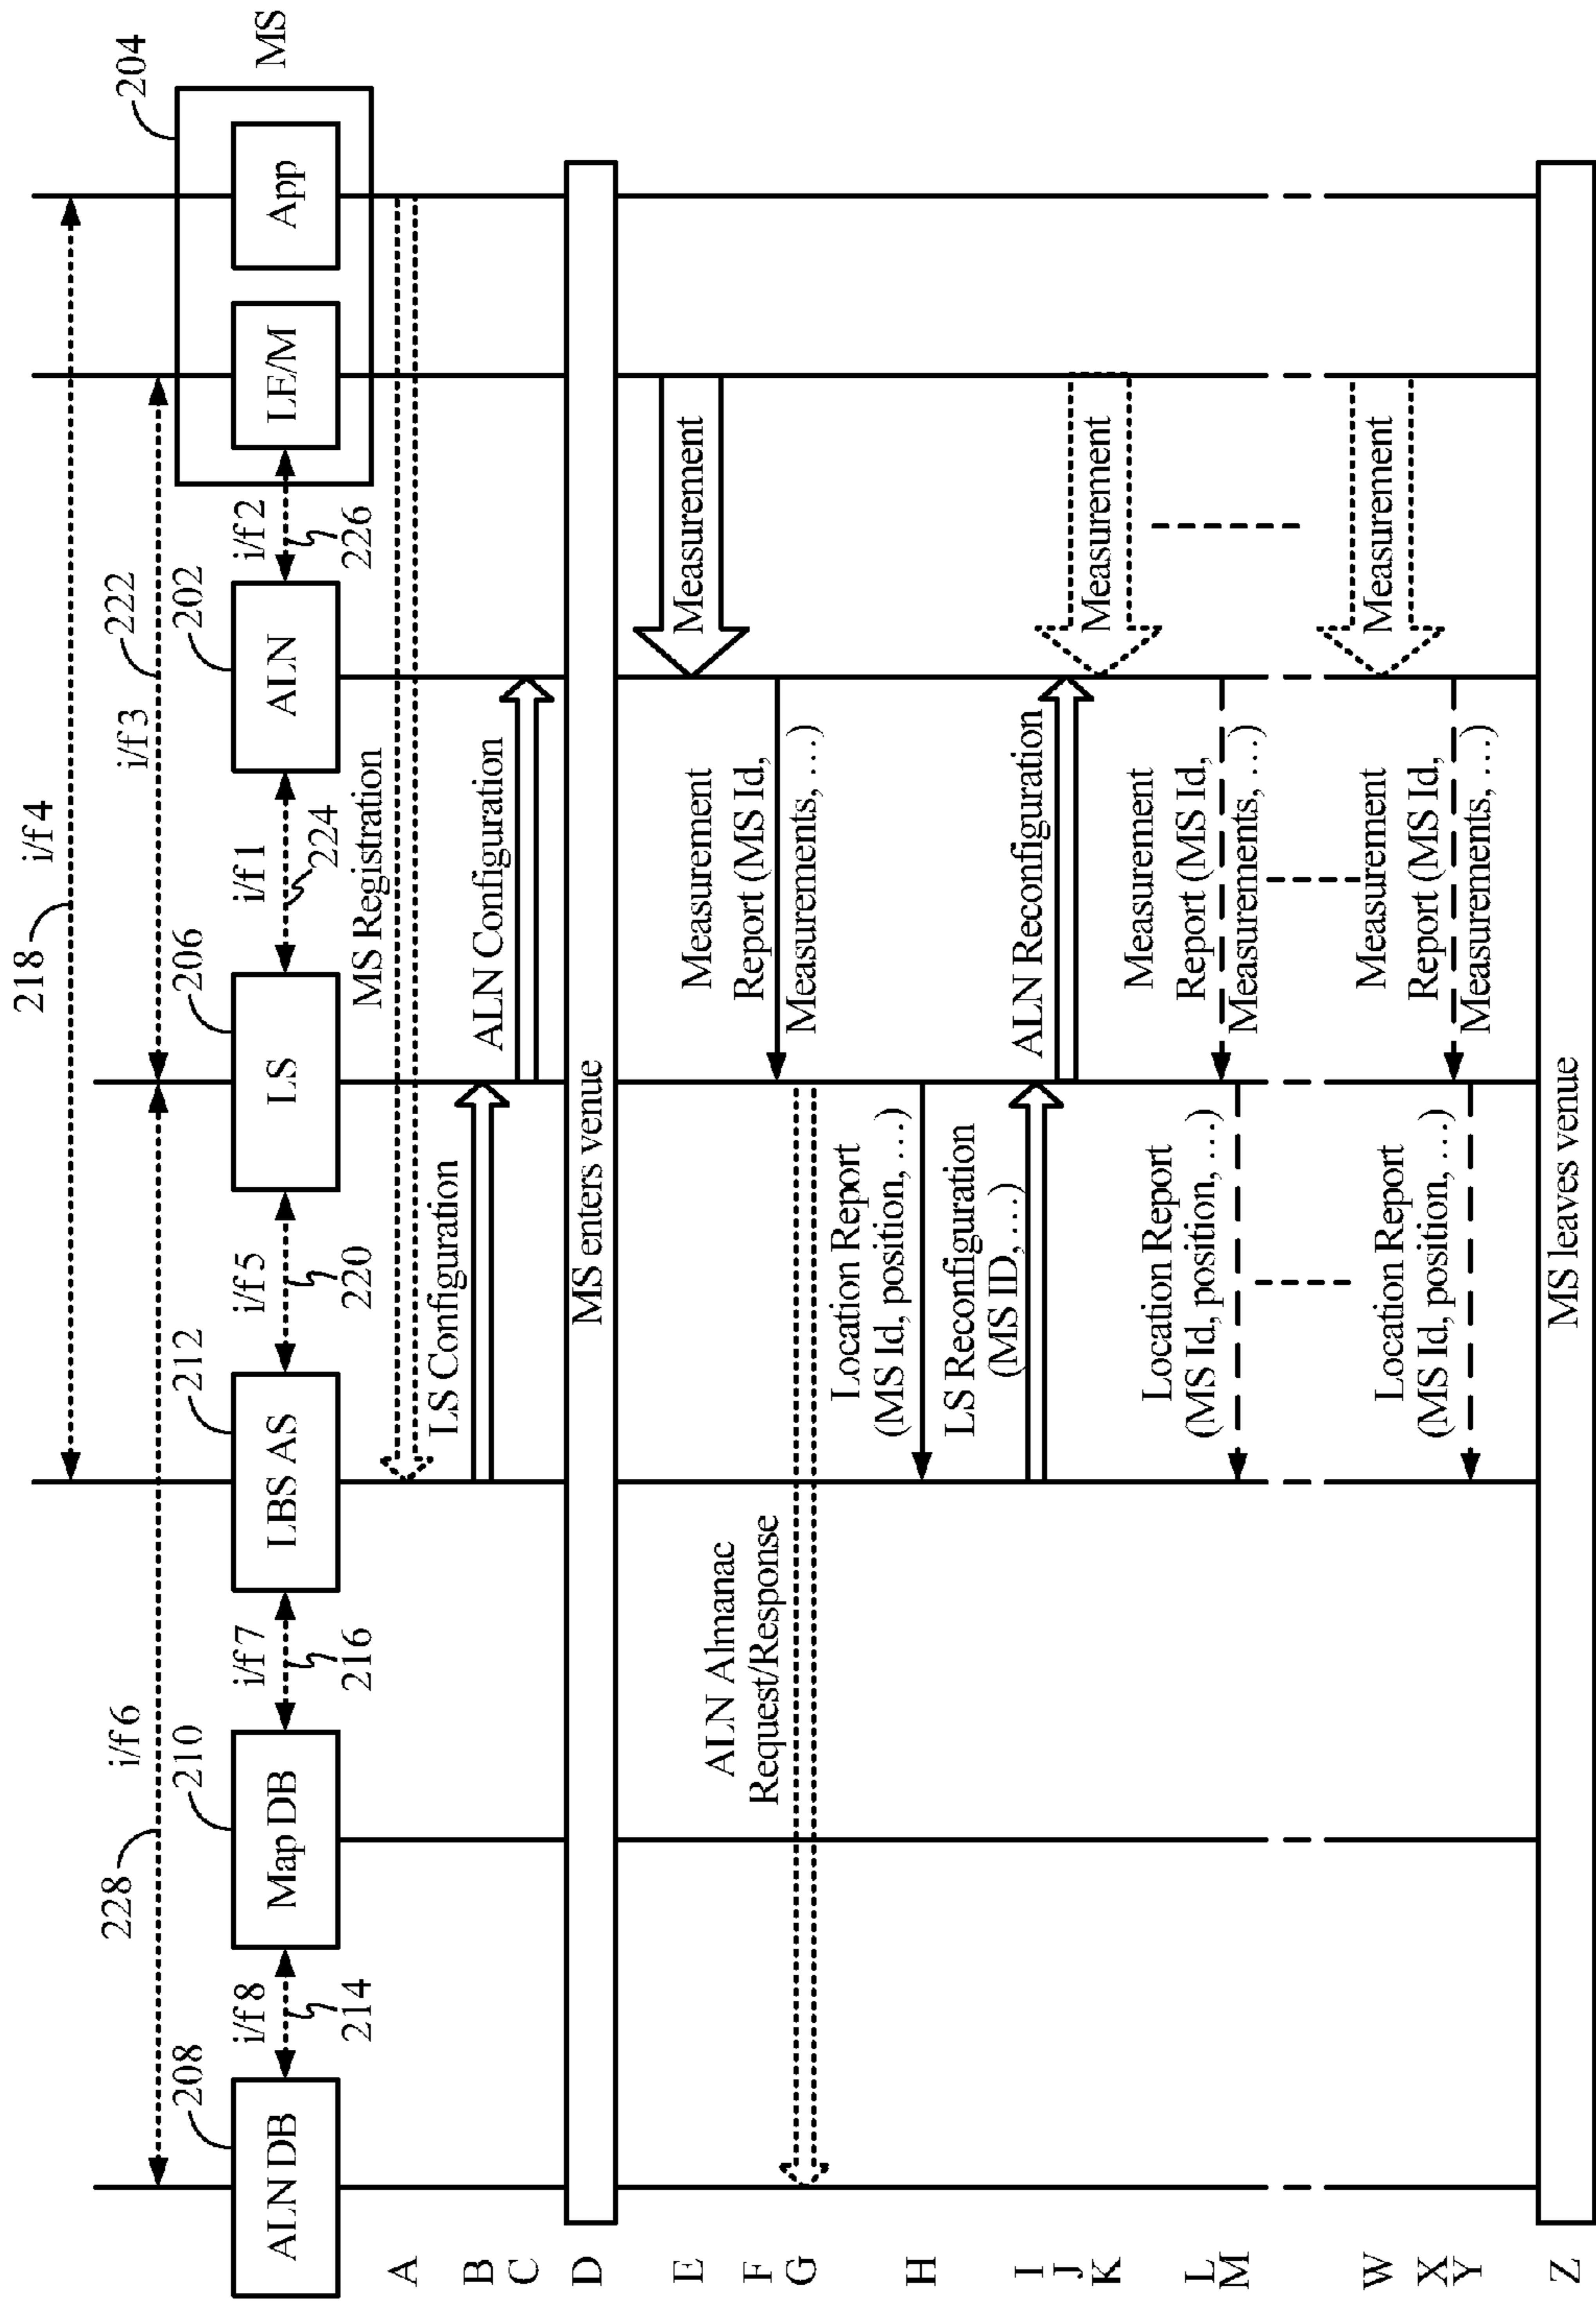 218
i/f 4
228
i/f 6
222
i/f 3
208
210
212
206
202
204
ALN DB
i/f 8
214
Map DB
i/f 7
216
LBS AS
i/f 5
220
LS
i/f 1
224
ALN
i/f 2
226
LE/M
App
MS
A
MS Registration
B
LS Configuration
C
ALN Configuration
D
MS enters venue
E
Measurement
F
Measurement
Report (MS Id,
Measurements, …)
G
ALN Almanac
Request/Response
H
Location Report
(MS Id, position, …)
I
LS Reconfiguration
(MS ID, …)
J
ALN Reconfiguration
K
Measurement
L
Measurement
Report (MS Id,
Measurements, …)
M
Location Report
(MS Id, position, …)
W
Measurement
X
Measurement
Report (MS Id,
Measurements, …)
Y
Location Report
(MS Id, position, …)
Z
MS leaves venue